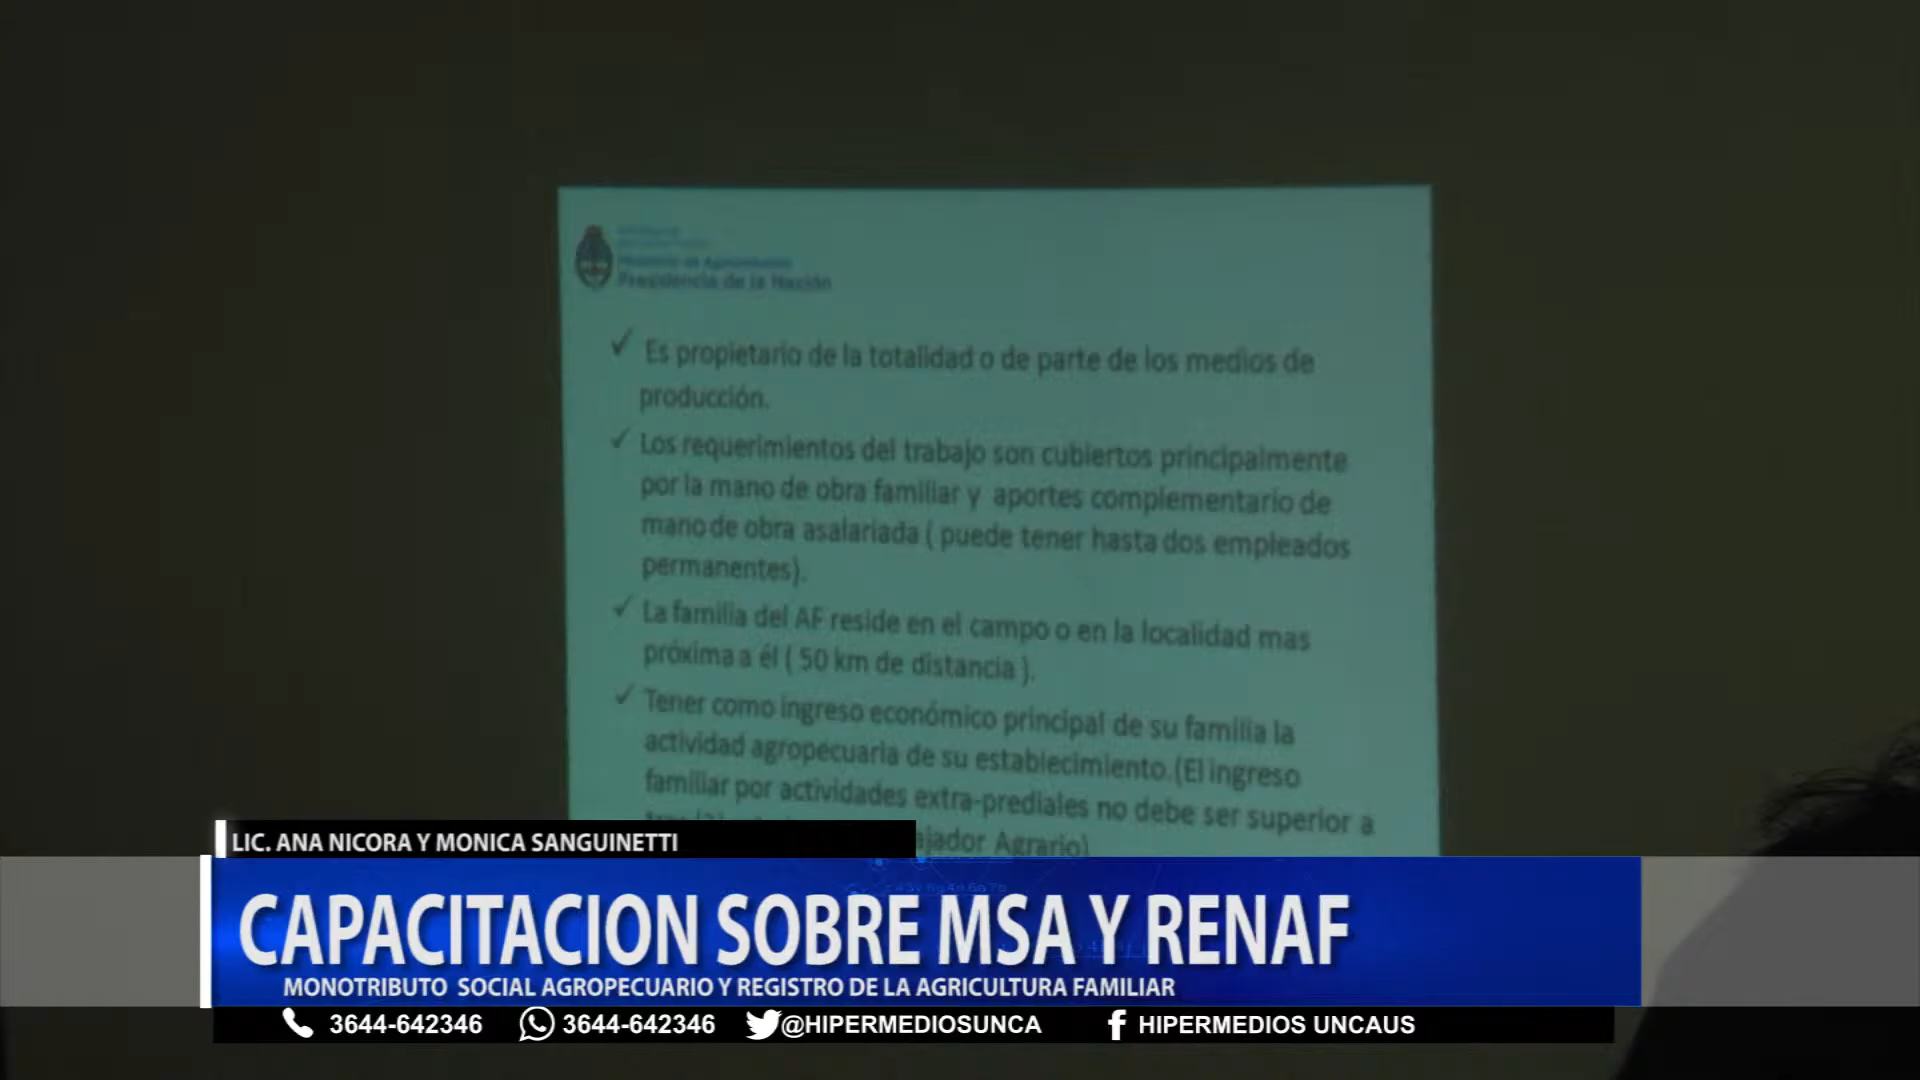 Ministerio de Agroindustria
Presidencia de la Nación
✓ Es propietario de la totalidad o de parte de los medios de
producción.
✓ Los requerimientos del trabajo son cubiertos principalmente
por la mano de obra familiar y aportes complementario de
mano de obra asalariada ( puede tener hasta dos empleados
permanentes).
✓ La familia del AF reside en el campo o en la localidad mas
próxima a él ( 50 km de distancia ).
✓ Tener como ingreso económico principal de su familia la
actividad agropecuaria de su establecimiento.(El ingreso
familiar por actividades extra-prediales no debe ser superior a
Agrario)
LIC. ANA NICORA Y MONICA SANGUINETTI
CAPACITACION SOBRE MSA Y RENAF
MONOTRIBUTO SOCIAL AGROPECUARIO Y REGISTRO DE LA AGRICULTURA FAMILIAR
3644-642346 3644-642346 @HIPERMEDIOSUNCA HIPERMEDIOS UNCAUS